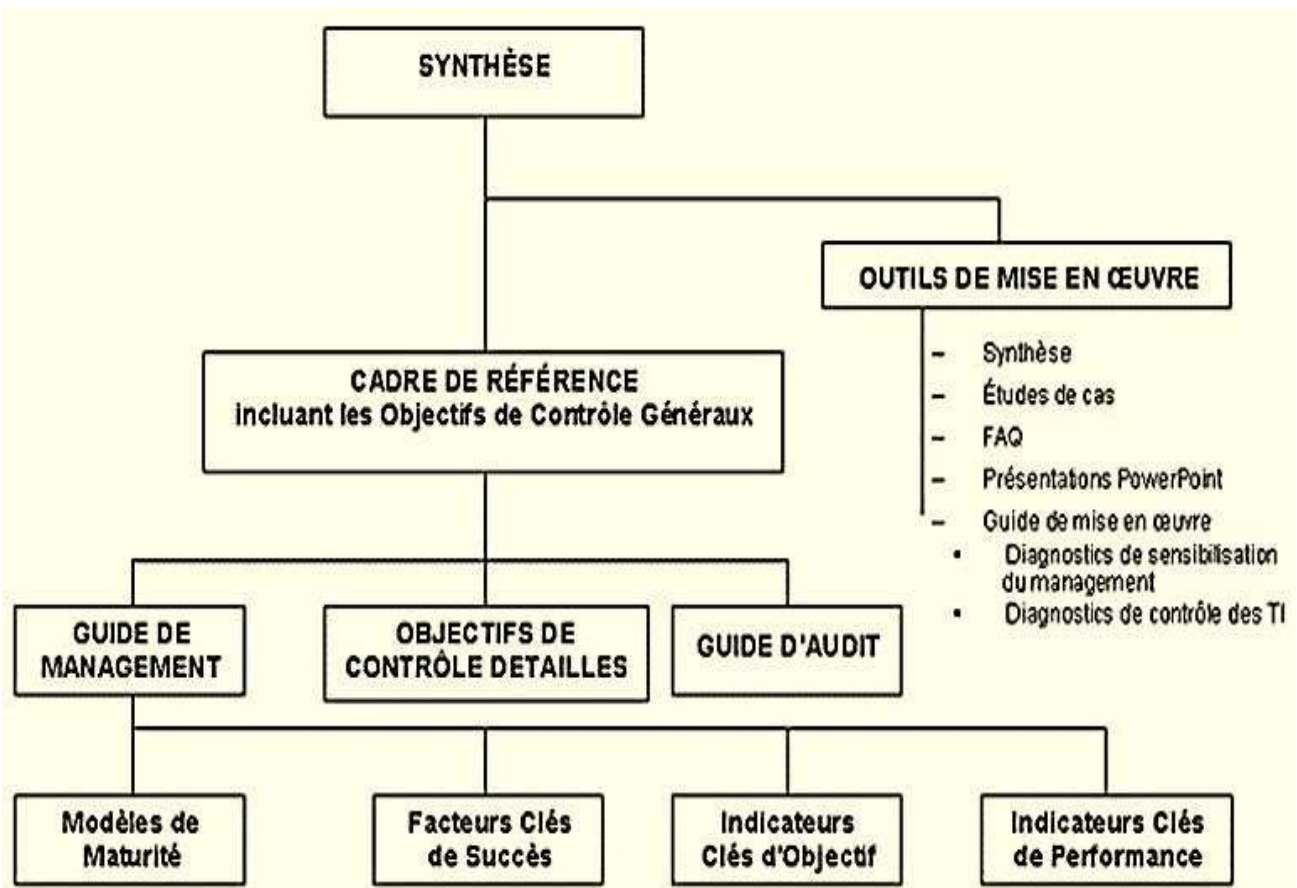 SYNTHÈSE
OUTILS DE MISE EN ŒUVRE
– Synthèse
– Études de cas
– FAQ
– Présentations PowerPoint
– Guide de mise en œuvre
• Diagnostics de sensibilisation
du management
• Diagnostics de contrôle des TI
CADRE DE RÉFÉRENCE
incluant les Objectifs de Contrôle Généraux
GUIDE DE
MANAGEMENT
OBJECTIFS DE
CONTRÔLE DETAILLES
GUIDE D'AUDIT
Modèles de
Maturité
Facteurs Clés
de Succès
Indicateurs
Clés d'Objectif
Indicateurs Clés
de Performance